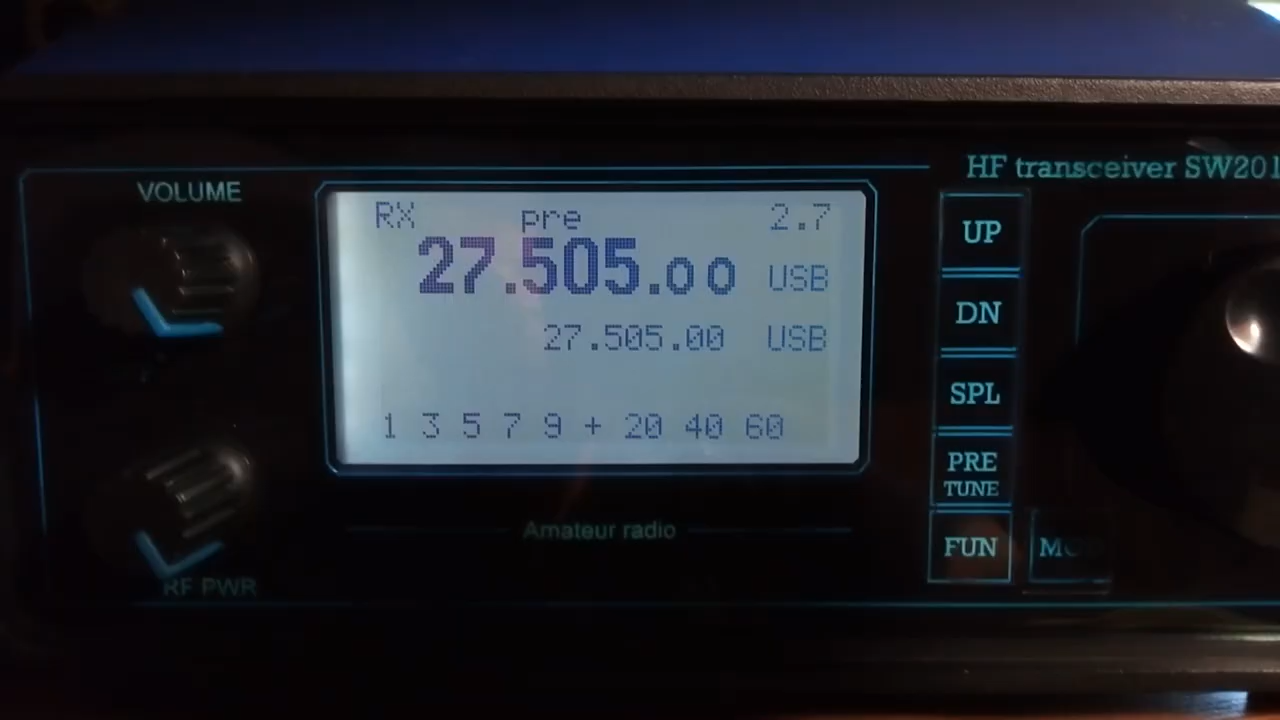 HF transceiver SW201
VOLUME
RX pre 2.7
27.505.00 USB
27.505.00 USB
1 3 5 7 9 + 20 40 60
UP
DN
SPL
PRE
TUNE
FUN
Amateur radio
RF PWR